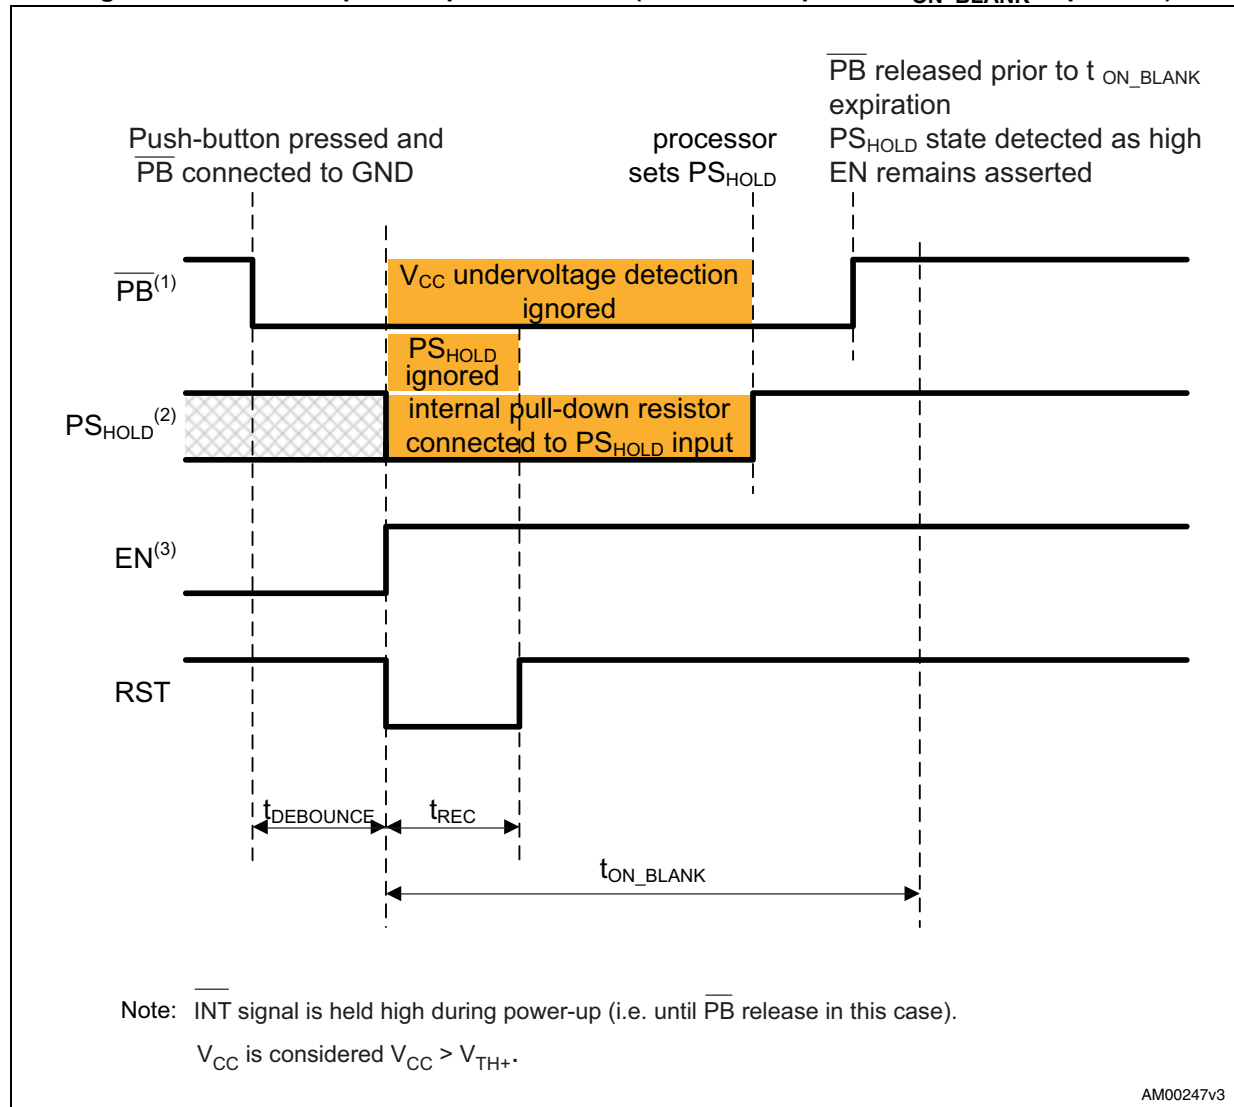 ON_BLANK
PB released prior to t ON_BLANK
expiration
PSHOLD state detected as high
EN remains asserted
Push-button pressed and
PB connected to GND
processor
sets PSHOLD
PB(1)
VCC undervoltage detection
ignored
PSHOLD
ignored
PSHOLD(2)
internal pull-down resistor
connected to PSHOLD input
EN(3)
RST
tDEBOUNCE
tREC
tON_BLANK
Note: INT signal is held high during power-up (i.e. until PB release in this case).
VCC is considered VCC > VTH+.
AM00247v3